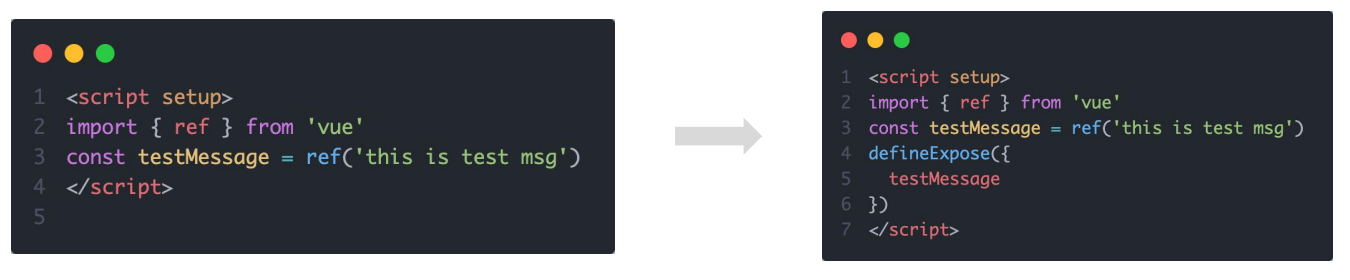 1 <script setup>
2 import { ref } from 'vue'
3 const testMessage = ref('this is test msg')
4 </script>
5
1 <script setup>
2 import { ref } from 'vue'
3 const testMessage = ref('this is test msg')
4 defineExpose({
5   testMessage
6 })
7 </script>